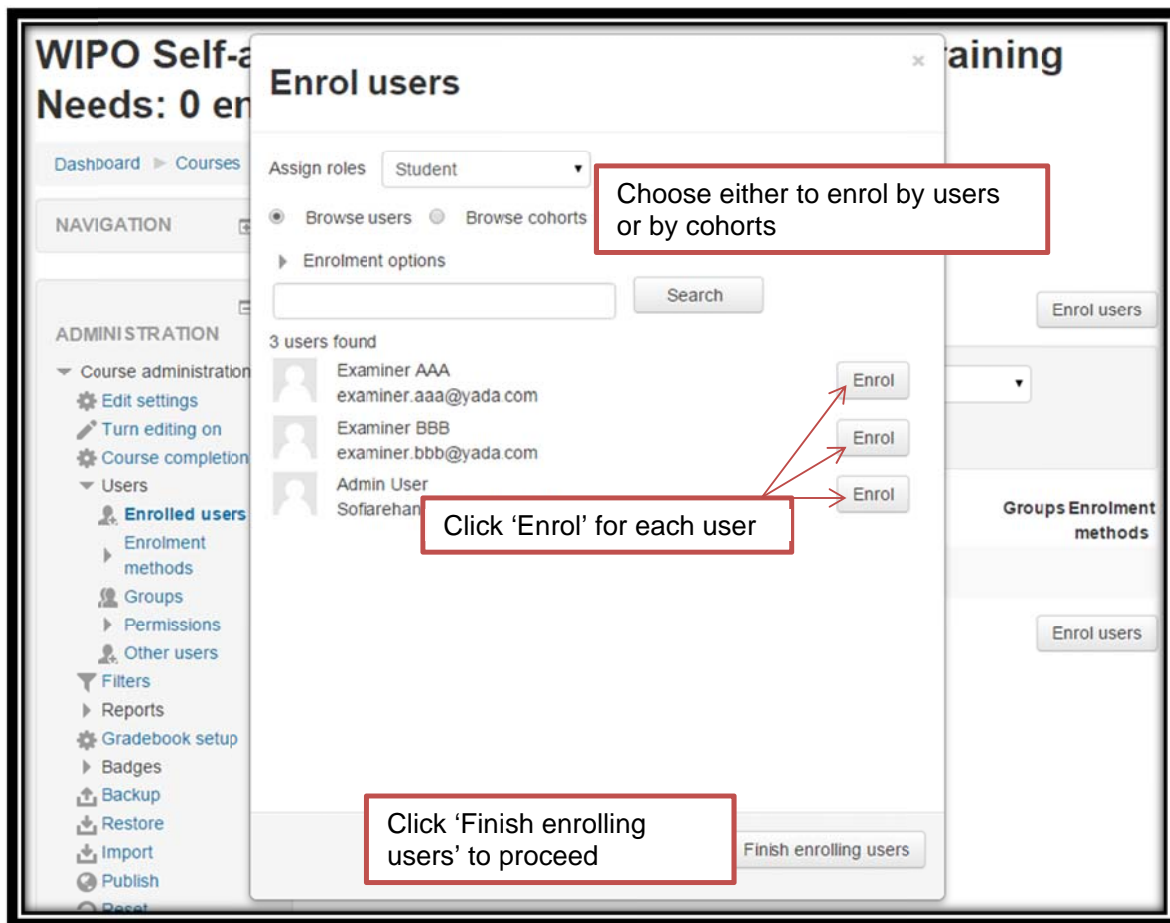 WIPO Self-a
aining
Needs: 0 en
Dashboard Courses
NAVIGATION
ADMINISTRATION
Course administration
Edit settings
Turn editing on
Course completion
Users
Enrolled users
Enrolment
methods
Groups
Permissions
Other users
Filters
Reports
Gradebook setup
Badges
Backup
Restore
Import
Publish
Reset
Enrol users
×
Assign roles Student
Browse users Browse cohorts
Choose either to enrol by users
or by cohorts
Enrolment options
Search
3 users found
Examiner AAA
examiner.aaa@yada.com
Enrol
Examiner BBB
examiner.bbb@yada.com
Enrol
Admin User
Sofiarehan
Enrol
Click ‘Enrol’ for each user
Click ‘Finish enrolling
users’ to proceed
Finish enrolling users
Enrol users
Groups Enrolment
methods
Enrol users